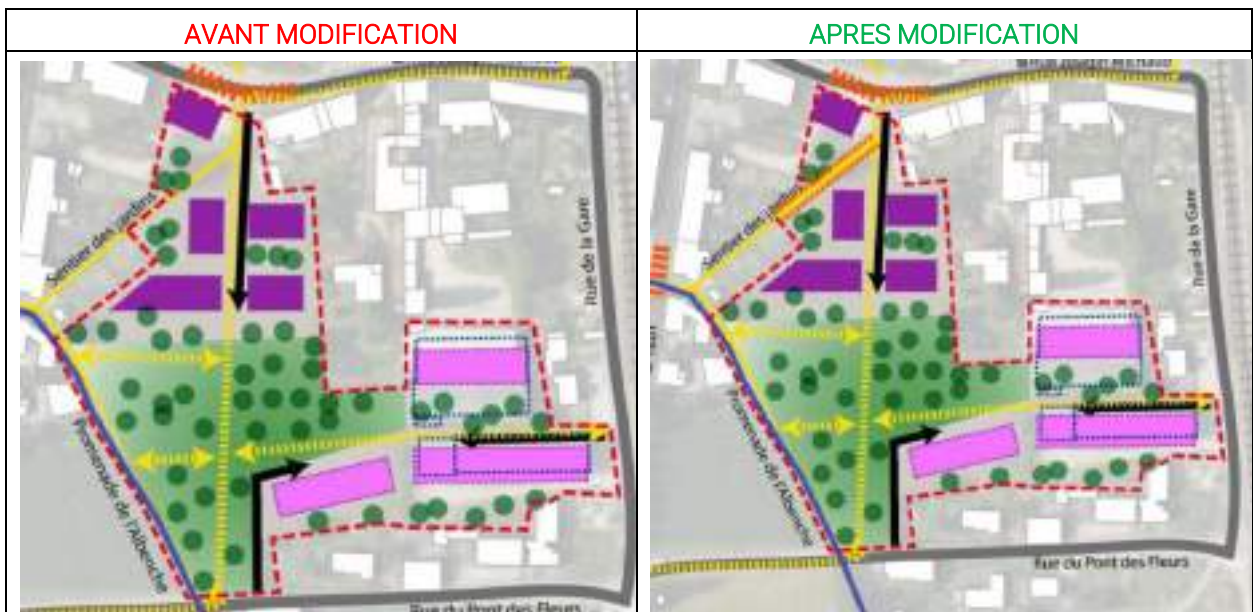 AVANT MODIFICATION
APRES MODIFICATION
Sentier des jardins
Rue de la Gare
Promenade de l'Albenche
Rue du Pont des Fleurs
Sentier des jardins
Rue de la Gare
Promenade de l'Albenche
Rue du Pont des Fleurs